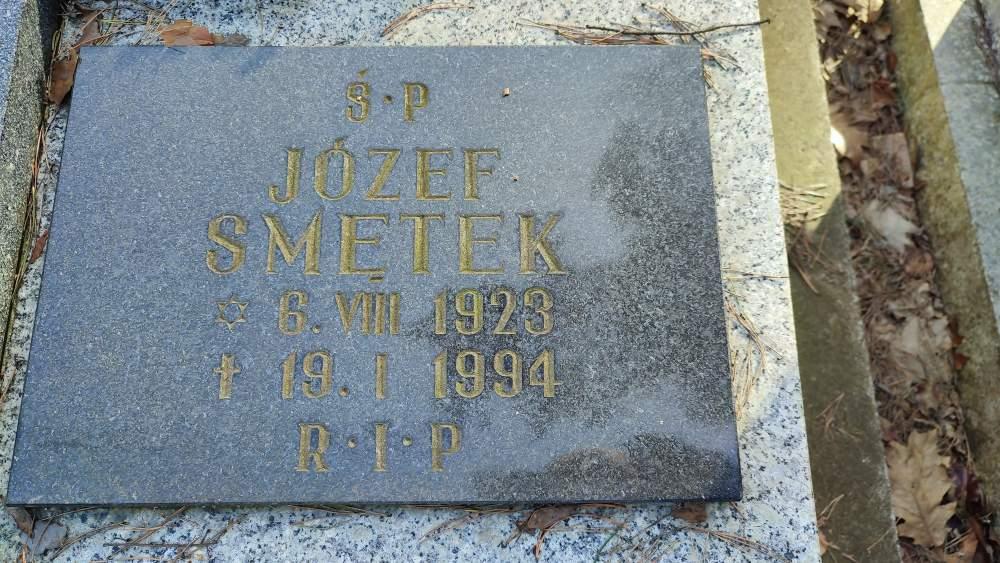 Ś·P
JÓZEF
SMĘTEK
✡ 6. VIII 1923
✝ 19. I 1994
R·I·P